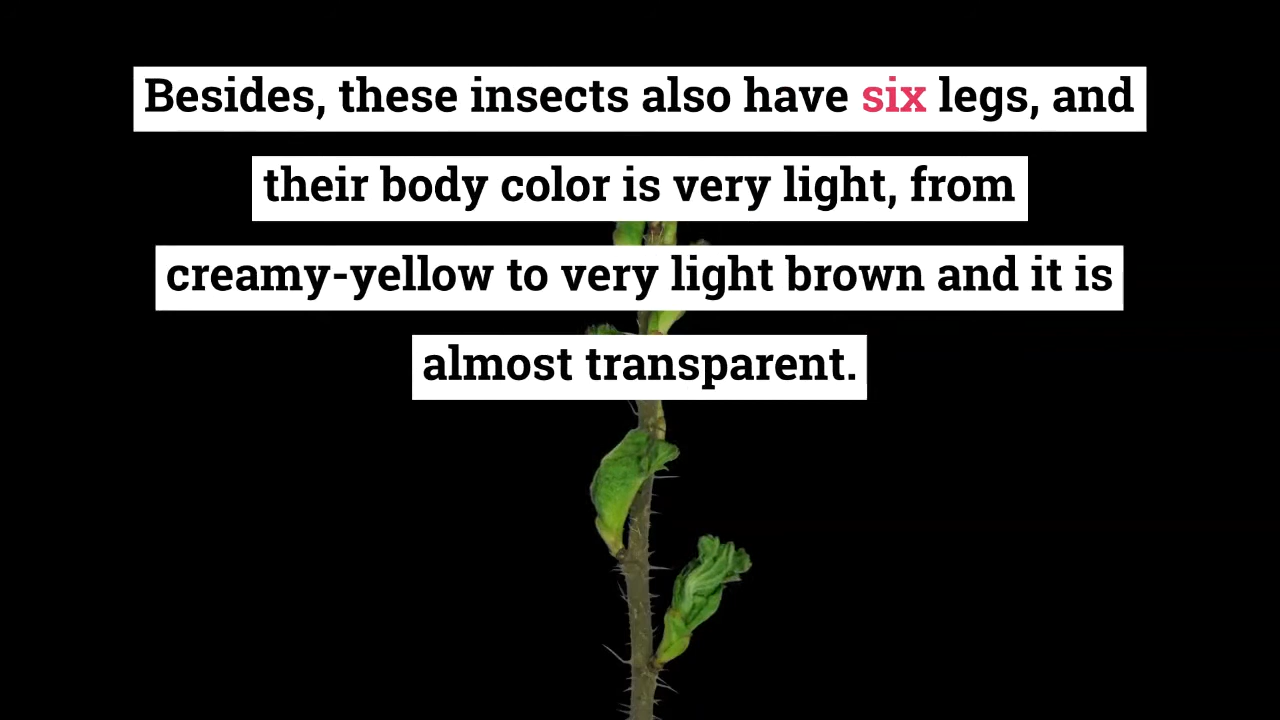 Besides, these insects also have six legs, and
their body color is very light, from
creamy-yellow to very light brown and it is
almost transparent.